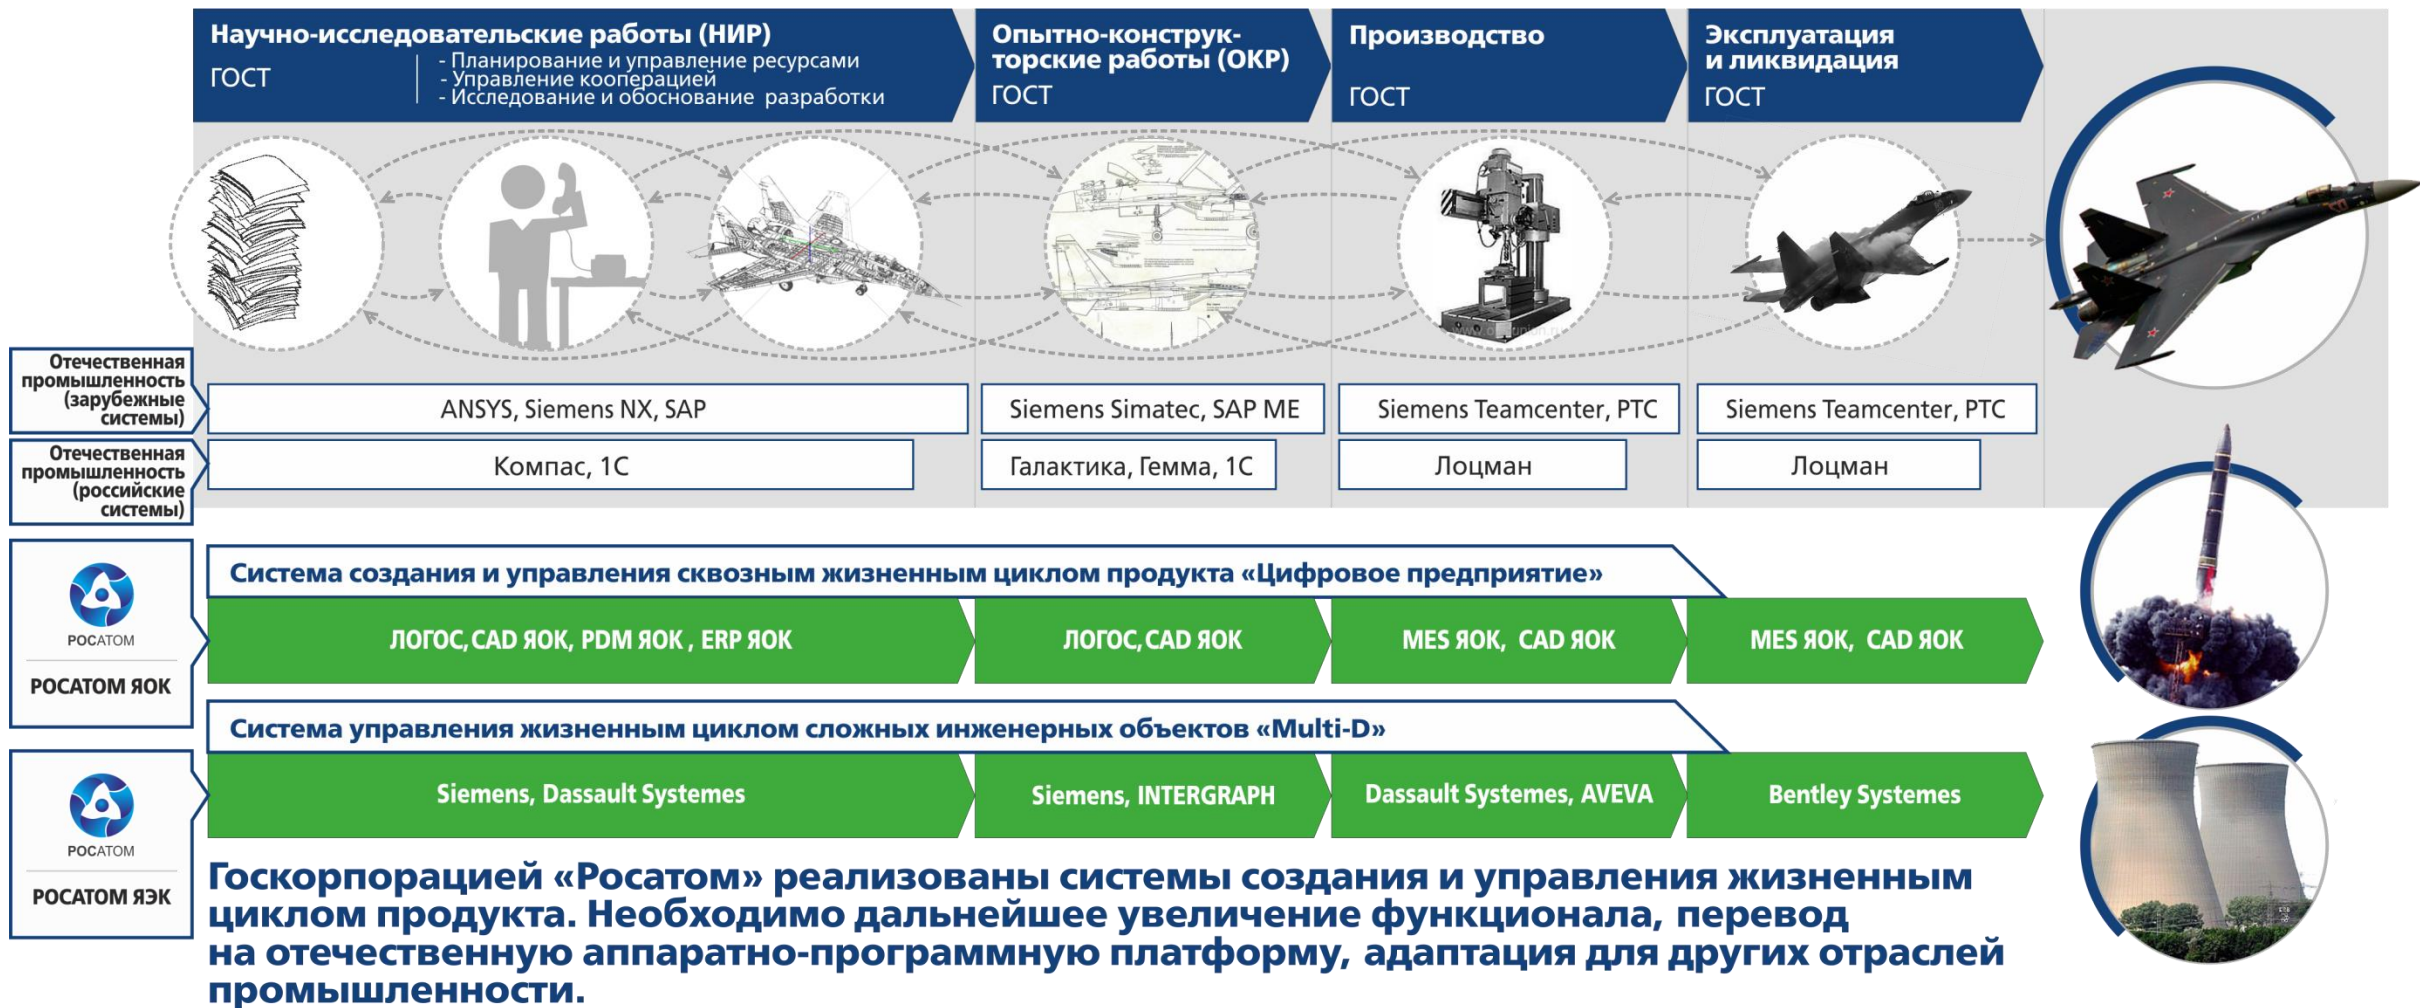 Научно-исследовательские работы (НИР)
ГОСТ
- Планирование и управление ресурсами
- Управление кооперацией
- Исследование и обоснование разработки
Опытно-конструк-
торские работы (ОКР)
ГОСТ
Производство
ГОСТ
Эксплуатация
и ликвидация
ГОСТ
Отечественная
промышленность
(зарубежные
системы)
ANSYS, Siemens NX, SAP
Siemens Simatec, SAP ME
Siemens Teamcenter, PTC
Siemens Teamcenter, PTC
Отечественная
промышленность
(российские
системы)
Компас, 1С
Галактика, Гемма, 1С
Лоцман
Лоцман
РОСАТОМ
РОСАТОМ ЯОК
Система создания и управления сквозным жизненным циклом продукта «Цифровое предприятие»
ЛОГОС, CAD ЯОК, PDM ЯОК , ERP ЯОК
ЛОГОС, CAD ЯОК
MES ЯОК, CAD ЯОК
MES ЯОК, CAD ЯОК
РОСАТОМ
РОСАТОМ ЯЭК
Система управления жизненным циклом сложных инженерных объектов «Multi-D»
Siemens, Dassault Systemes
Siemens, INTERGRAPH
Dassault Systemes, AVEVA
Bentley Systemes
Госкорпорацией «Росатом» реализованы системы создания и управления жизненным
циклом продукта. Необходимо дальнейшее увеличение функционала, перевод
на отечественную аппаратно-программную платформу, адаптация для других отраслей
промышленности.